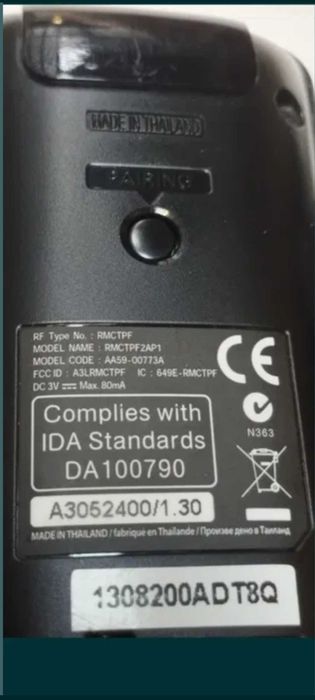 MADE IN THAILAND
PAIRING
RF Type No. : RMCTPF
MODEL NAME : RMCTPF2AP1
MODEL CODE : AA59-00773A
FCC ID : A3LRMCTPF IC : 649E-RMCTPF
DC 3V ⎓ Max. 80mA
CE
N363
Complies with
IDA Standards
DA100790
A3052400/1.30
MADE IN THAILAND / fabriqué en Thaïlande / Произве дено в Таиланд
1308200ADT8Q